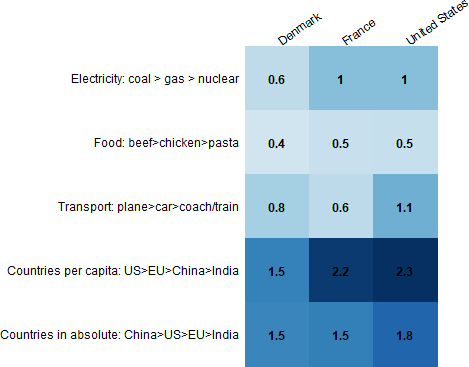 Denmark France United States
Electricity: coal > gas > nuclear 0.6 1 1
Food: beef>chicken>pasta 0.4 0.5 0.5
Transport: plane>car>coach/train 0.8 0.6 1.1
Countries per capita: US>EU>China>India 1.5 2.2 2.3
Countries in absolute: China>US>EU>India 1.5 1.5 1.8